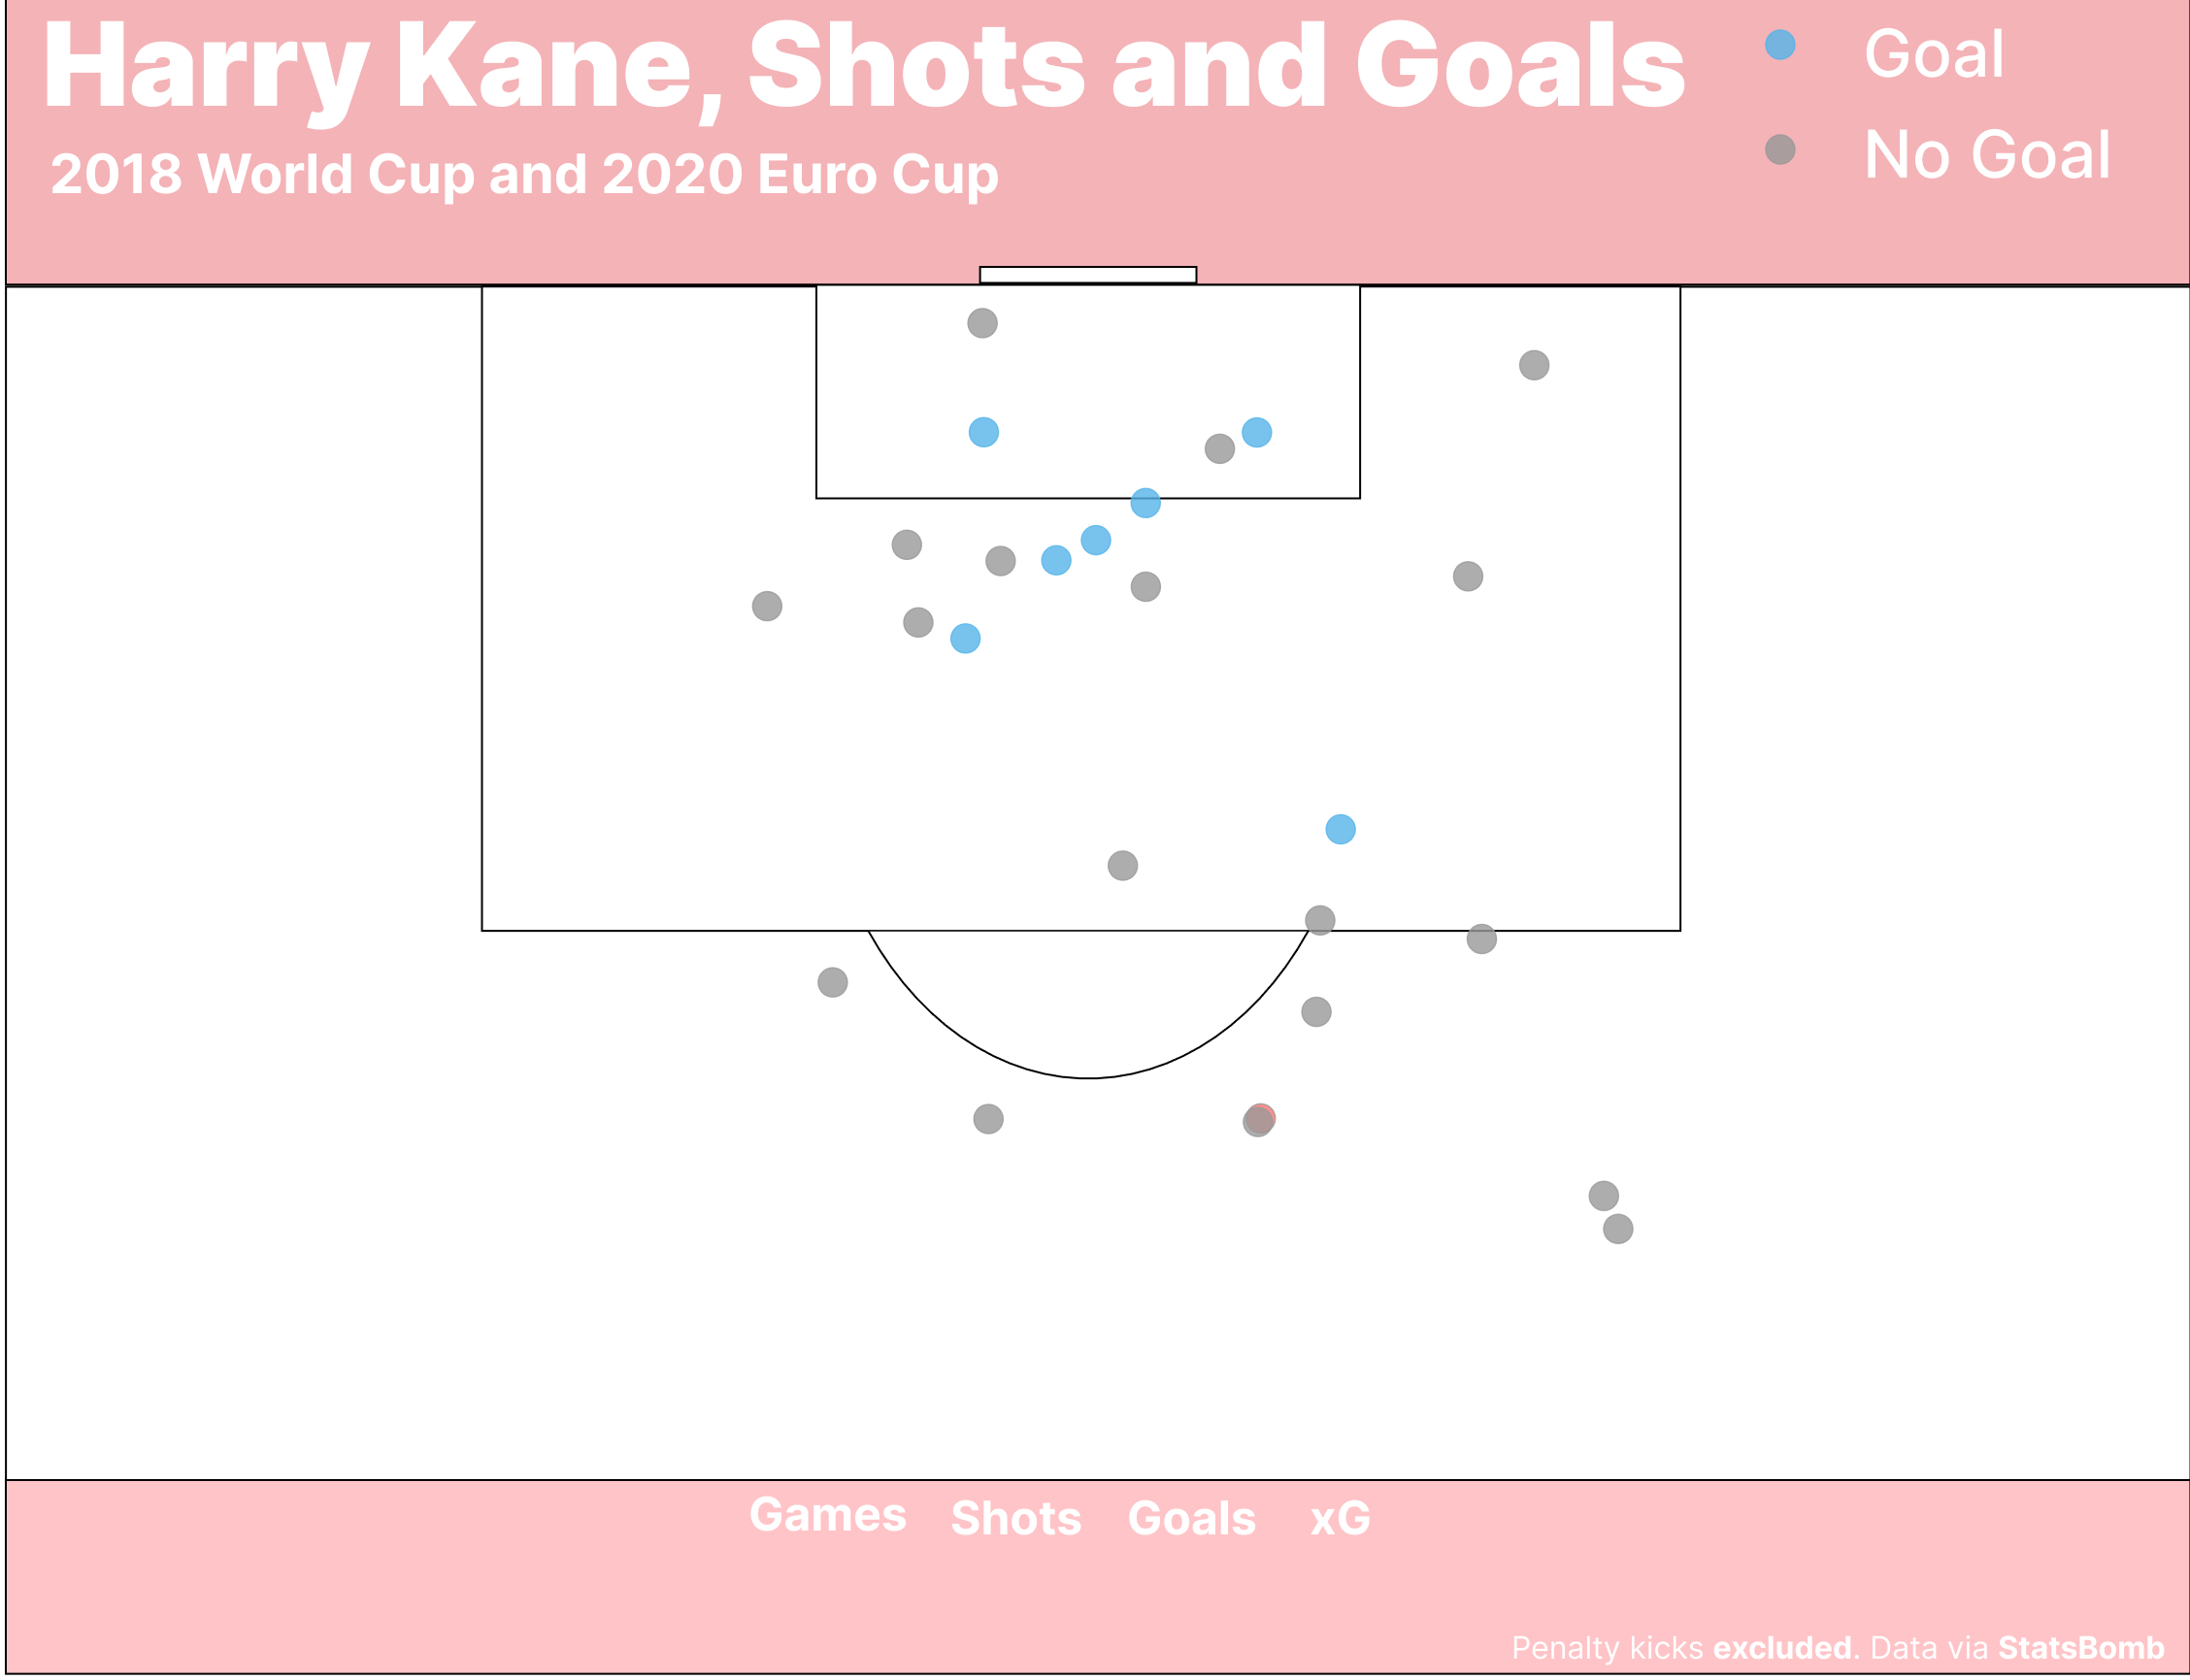 Harry Kane, Shots and Goals
2018 World Cup and 2020 Euro Cup
Goal
No Goal
Games Shots Goals xG
Penalty kicks excluded. Data via StatsBomb